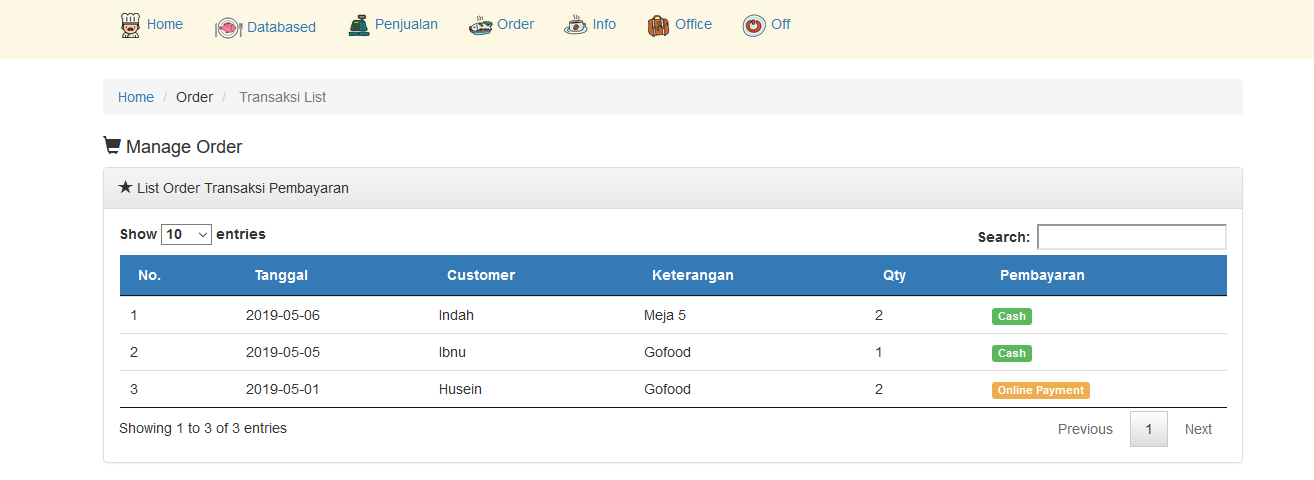 Home Databased Penjualan Order Info Office Off
Home / Order / Transaksi List
Manage Order
List Order Transaksi Pembayaran
Show 10 entries Search:
No. Tanggal Customer Keterangan Qty Pembayaran
1 2019-05-06 Indah Meja 5 2 Cash
2 2019-05-05 Ibnu Gofood 1 Cash
3 2019-05-01 Husein Gofood 2 Online Payment
Showing 1 to 3 of 3 entries Previous 1 Next